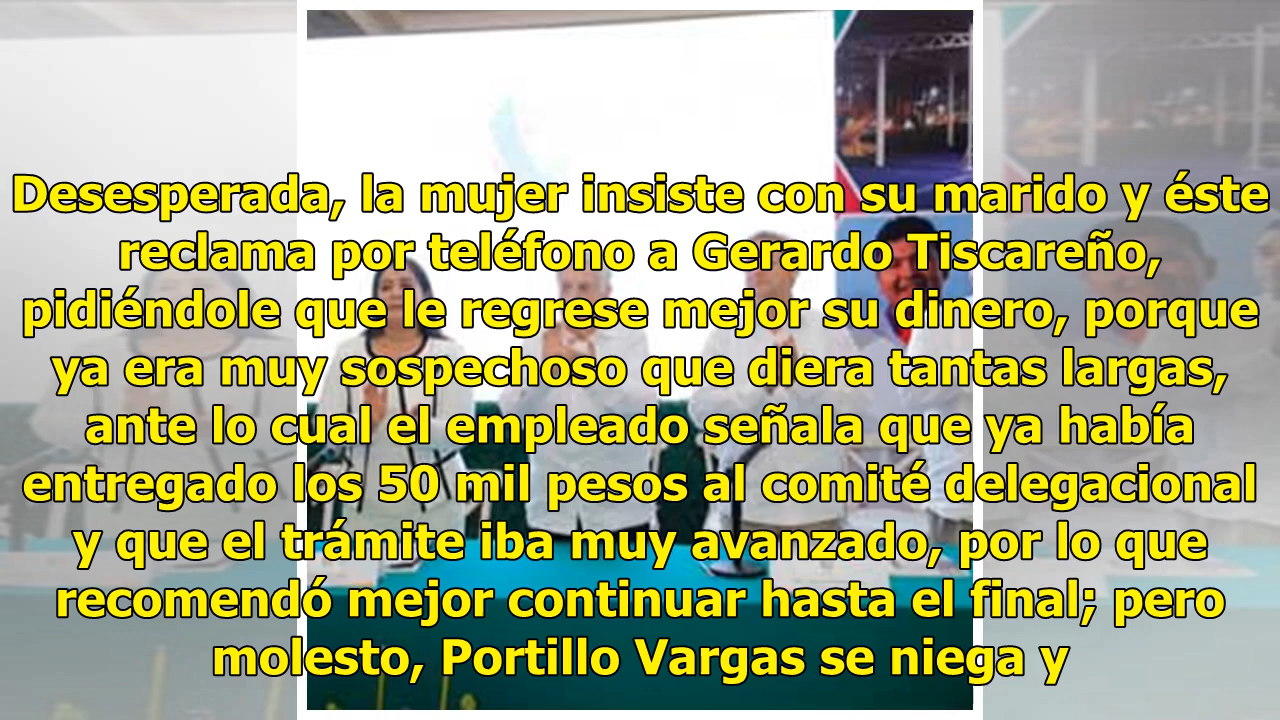 Desesperada, la mujer insiste con su marido y éste
reclama por teléfono a Gerardo Tiscareño,
pidiéndole que le regrese mejor su dinero, porque
ya era muy sospechoso que diera tantas largas,
ante lo cual el empleado señala que ya había
entregado los 50 mil pesos al comité delegacional
y que el trámite iba muy avanzado, por lo que
recomendó mejor continuar hasta el final; pero
molesto, Portillo Vargas se niega y